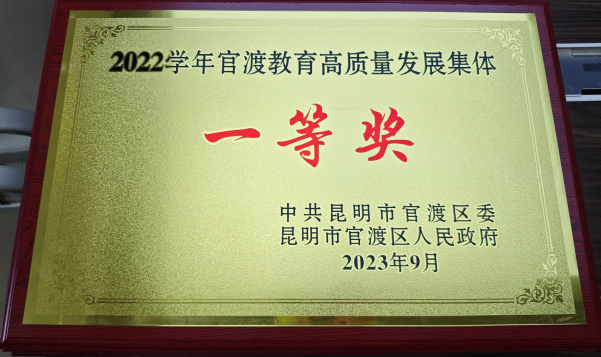 2022学年官渡教育高质量发展集体
一等奖
中共昆明市官渡区委
昆明市官渡区人民政府
2023年9月